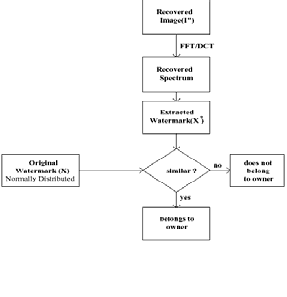 Recovered
Image(I")
FFT/DCT
Recovered
Spectrum
Extracted
Watermark(X*)
Original
Watermark (X)
Normally Distributed
similar ?
no
does not
belong
to owner
yes
belongs to
owner